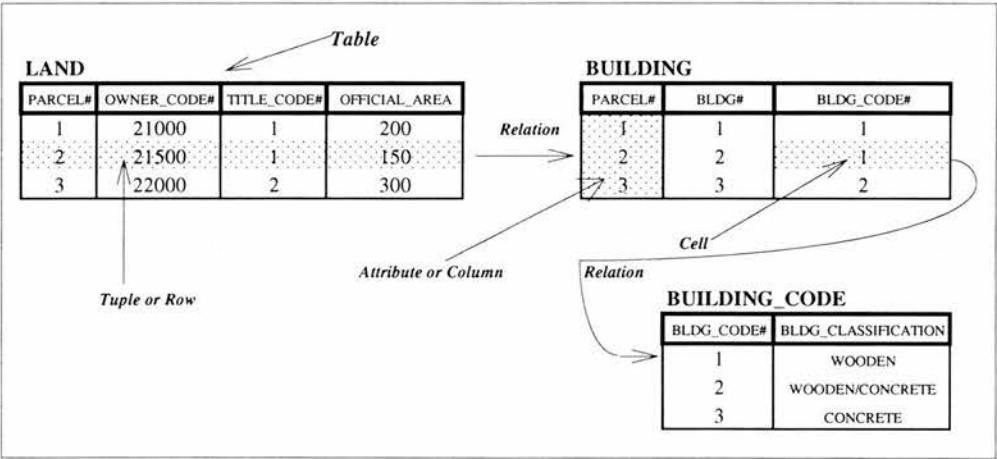 Table
LAND
PARCEL# OWNER_CODE# TITLE_CODE# OFFICIAL_AREA
1 21000 1 200
2 21500 1 150
3 22000 2 300
Tuple or Row
Relation
Attribute or Column
BUILDING
PARCEL# BLDG# BLDG_CODE#
1 1 1
2 2 1
3 3 2
Cell
Relation
BUILDING_CODE
BLDG_CODE# BLDG_CLASSIFICATION
1 WOODEN
2 WOODEN/CONCRETE
3 CONCRETE